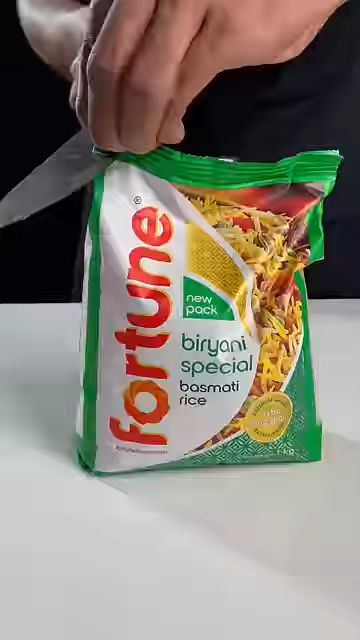 fortune®
new
pack
biryani
special
basmati
rice
1 kg